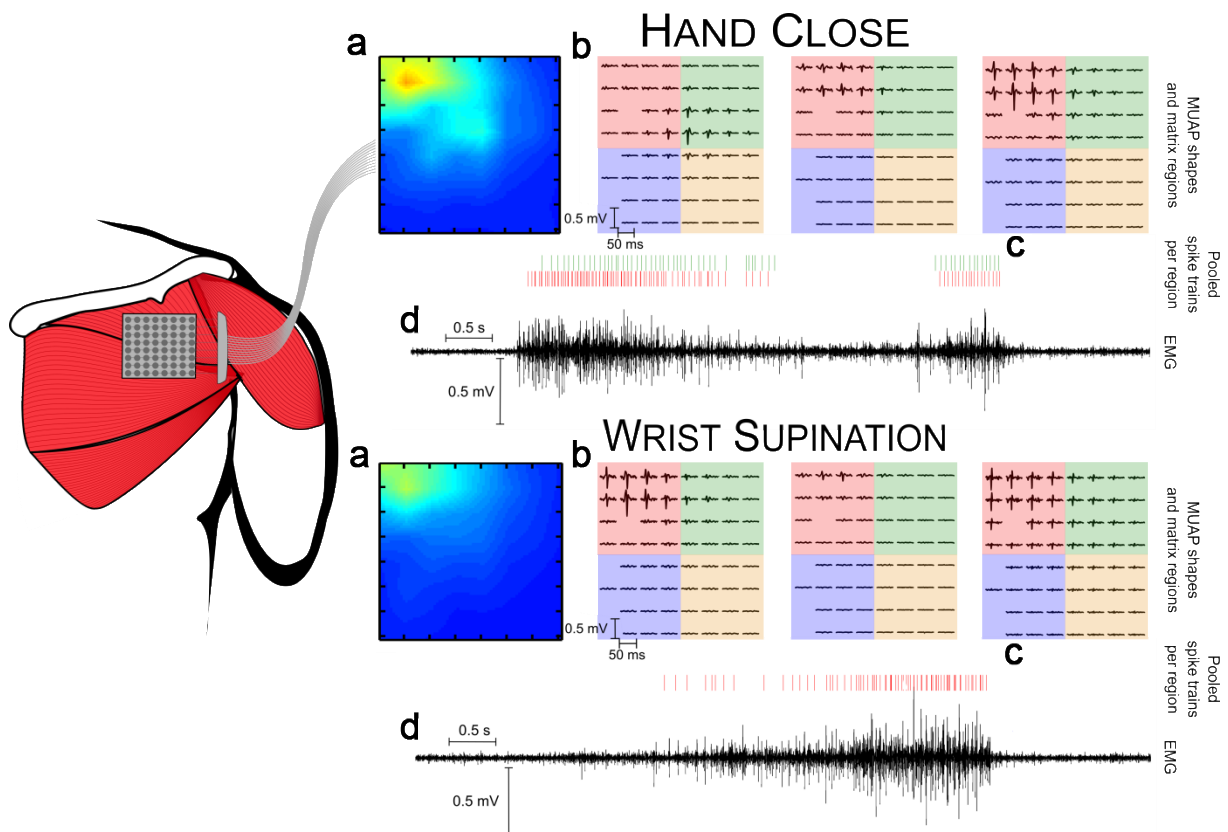 HAND CLOSE
a
b
MUAP shapes
and matrix regions
0.5 mV
50 ms
c
Pooled
spike trains
per region
d
0.5 s
EMG
0.5 mV
WRIST SUPINATION
a
b
MUAP shapes
and matrix regions
0.5 mV
50 ms
c
Pooled
spike trains
per region
d
0.5 s
EMG
0.5 mV